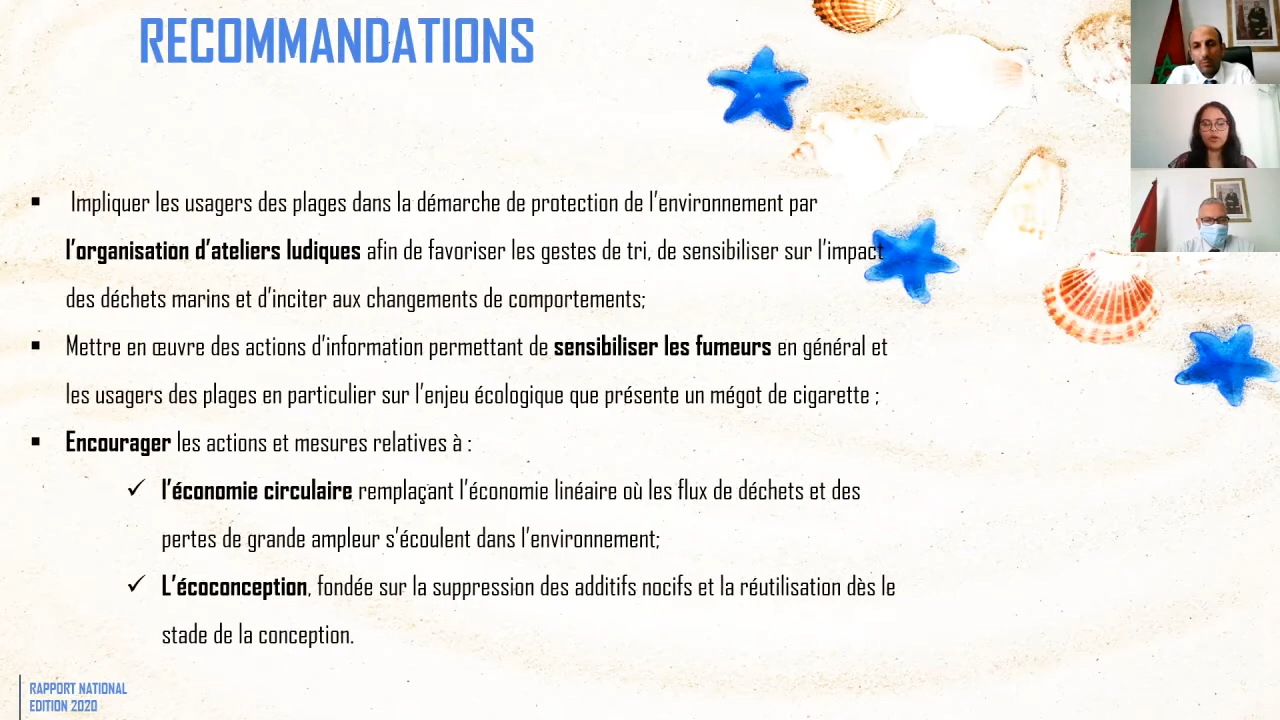 RECOMMANDATIONS
▪ Impliquer les usagers des plages dans la démarche de protection de l'environnement par
l'organisation d'ateliers ludiques afin de favoriser les gestes de tri, de sensibiliser sur l'impact
des déchets marins et d'inciter aux changements de comportements;
▪ Mettre en œuvre des actions d'information permettant de sensibiliser les fumeurs en général et
les usagers des plages en particulier sur l'enjeu écologique que présente un mégot de cigarette ;
▪ Encourager les actions et mesures relatives à :
✓ l'économie circulaire remplaçant l'économie linéaire où les flux de déchets et des
pertes de grande ampleur s'écoulent dans l'environnement;
✓ L'écoconception, fondée sur la suppression des additifs nocifs et la réutilisation dès le
stade de la conception.
RAPPORT NATIONAL
EDITION 2020